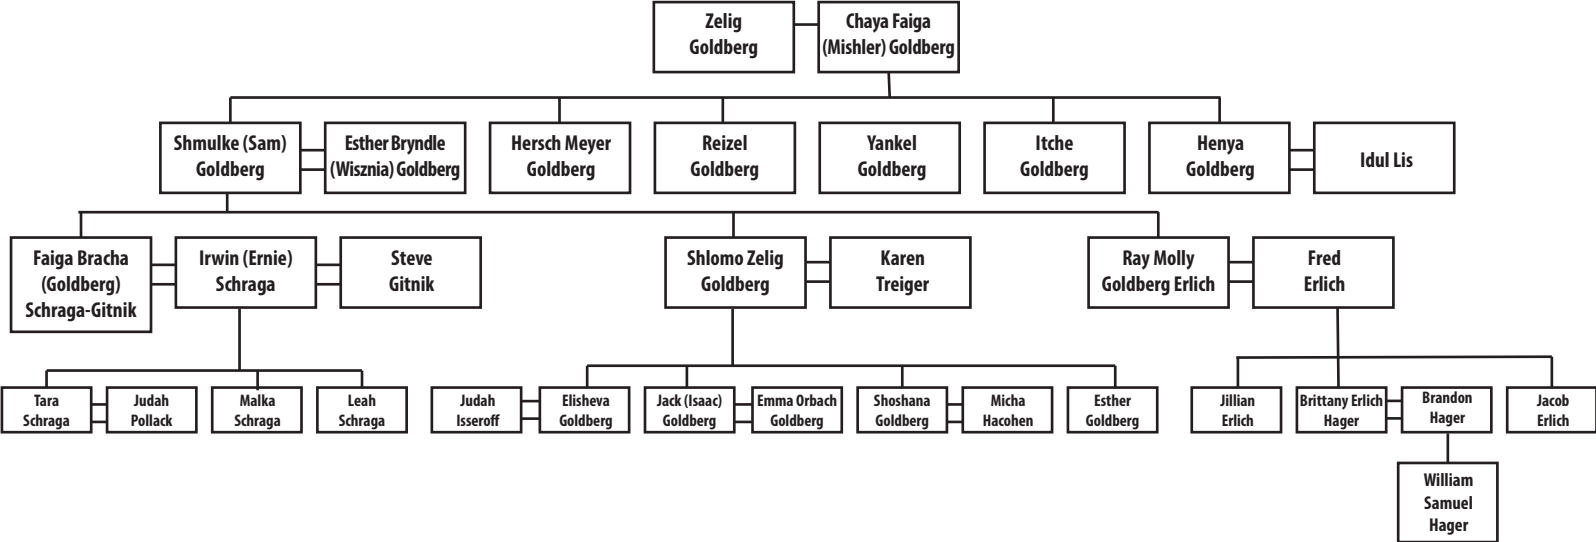 Zelig
Goldberg
Chaya Faiga
(Mishler) Goldberg
Shmulke (Sam)
Goldberg
Esther Bryndle
(Wisznia) Goldberg
Hersch Meyer
Goldberg
Reizel
Goldberg
Yankel
Goldberg
Itche
Goldberg
Henya
Goldberg
Idul Lis
Faiga Bracha
(Goldberg)
Schraga-Gitnik
Irwin (Ernie)
Schraga
Steve
Gitnik
Shlomo Zelig
Goldberg
Karen
Treiger
Ray Molly
Goldberg Erlich
Fred
Erlich
Tara
Schraga
Judah
Pollack
Malka
Schraga
Leah
Schraga
Judah
Isseroff
Elisheva
Goldberg
Jack (Isaac)
Goldberg
Emma Orbach
Goldberg
Shoshana
Goldberg
Micha
Hacohen
Esther
Goldberg
Jillian
Erlich
Brittany Erlich
Hager
Brandon
Hager
Jacob
Erlich
William
Samuel
Hager